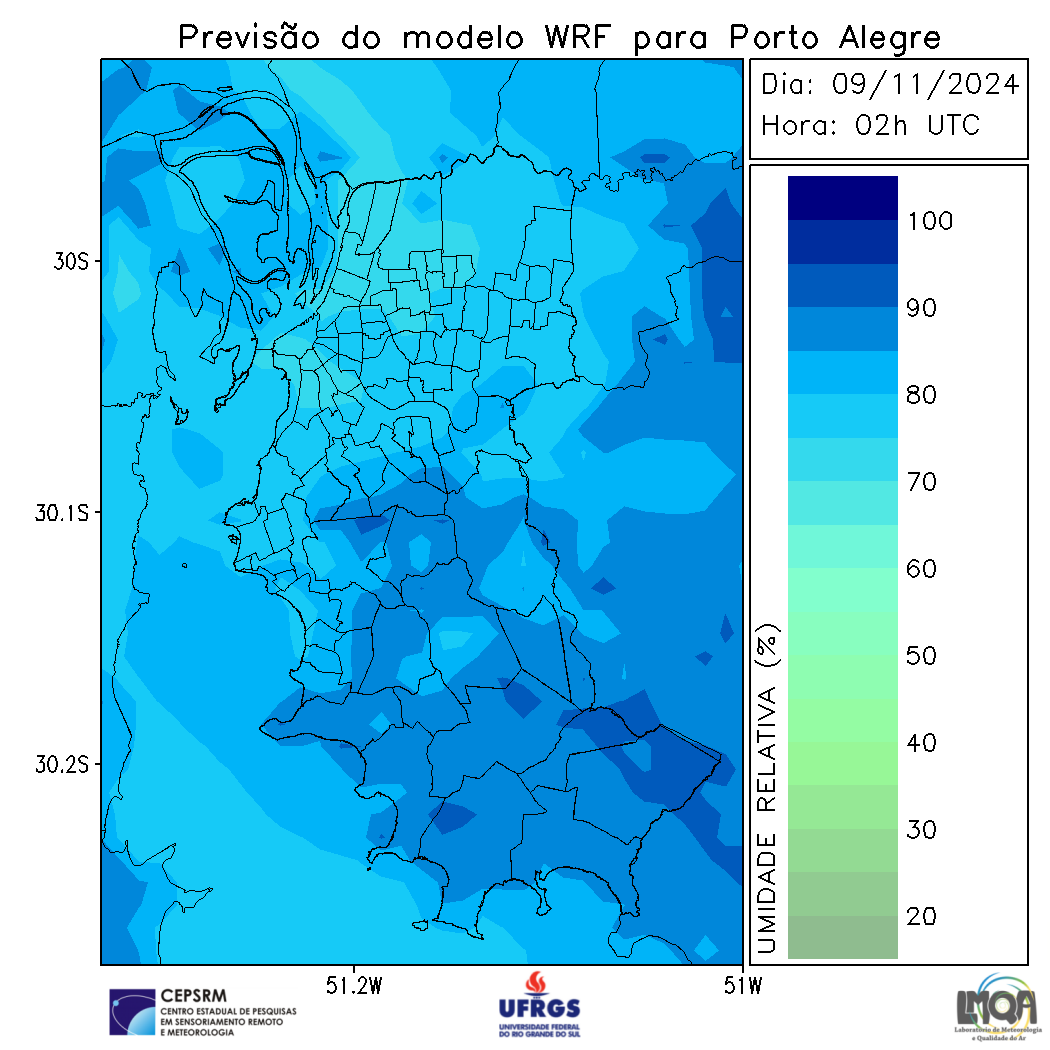 Previsão do modelo WRF para Porto Alegre
Dia: 09/11/2024
Hora: 02h UTC
100
90
80
70
60
50
40
30
20
UMIDADE RELATIVA (%)
30S
30.1S
30.2S
51.2W
51W
CEPSRM
CENTRO ESTADUAL DE PESQUISAS
EM SENSORIAMENTO REMOTO
E METEOROLOGIA
UFRGS
UNIVERSIDADE FEDERAL
DO RIO GRANDE DO SUL
LMQA
Laboratório de Meteorologia
e Qualidade do Ar